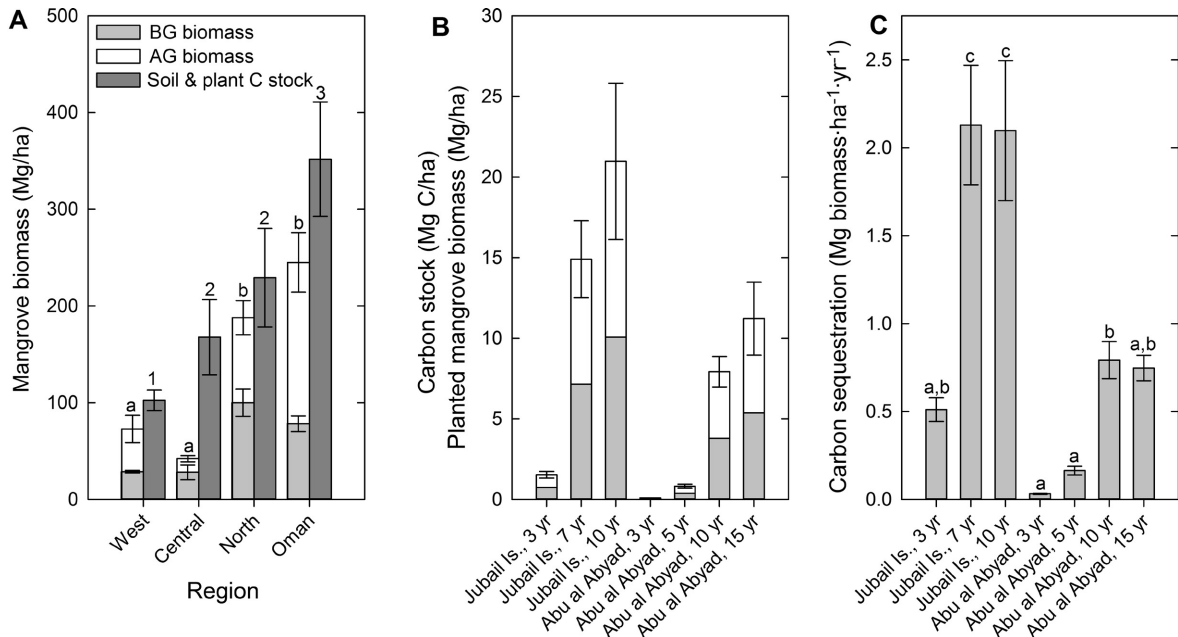 A
Mangrove biomass (Mg/ha)
500
400
300
200
100
0
BG biomass
AG biomass
Soil & plant C stock
a
1
a
2
b
2
b
3
West
Central
North
Oman
Region
B
Carbon stock (Mg C/ha)
Planted mangrove biomass (Mg/ha)
30
25
20
15
10
5
0
Jubail Is., 3 yr
Jubail Is., 7 yr
Jubail Is., 10 yr
Abu al Abyad, 3 yr
Abu al Abyad, 5 yr
Abu al Abyad, 10 yr
Abu al Abyad, 15 yr
C
Carbon sequestration (Mg biomass·ha⁻¹·yr⁻¹)
2.5
2.0
1.5
1.0
0.5
0.0
a,b
c
c
a
a
b
a,b
Jubail Is., 3 yr
Jubail Is., 7 yr
Jubail Is., 10 yr
Abu al Abyad, 3 yr
Abu al Abyad, 5 yr
Abu al Abyad, 10 yr
Abu al Abyad, 15 yr